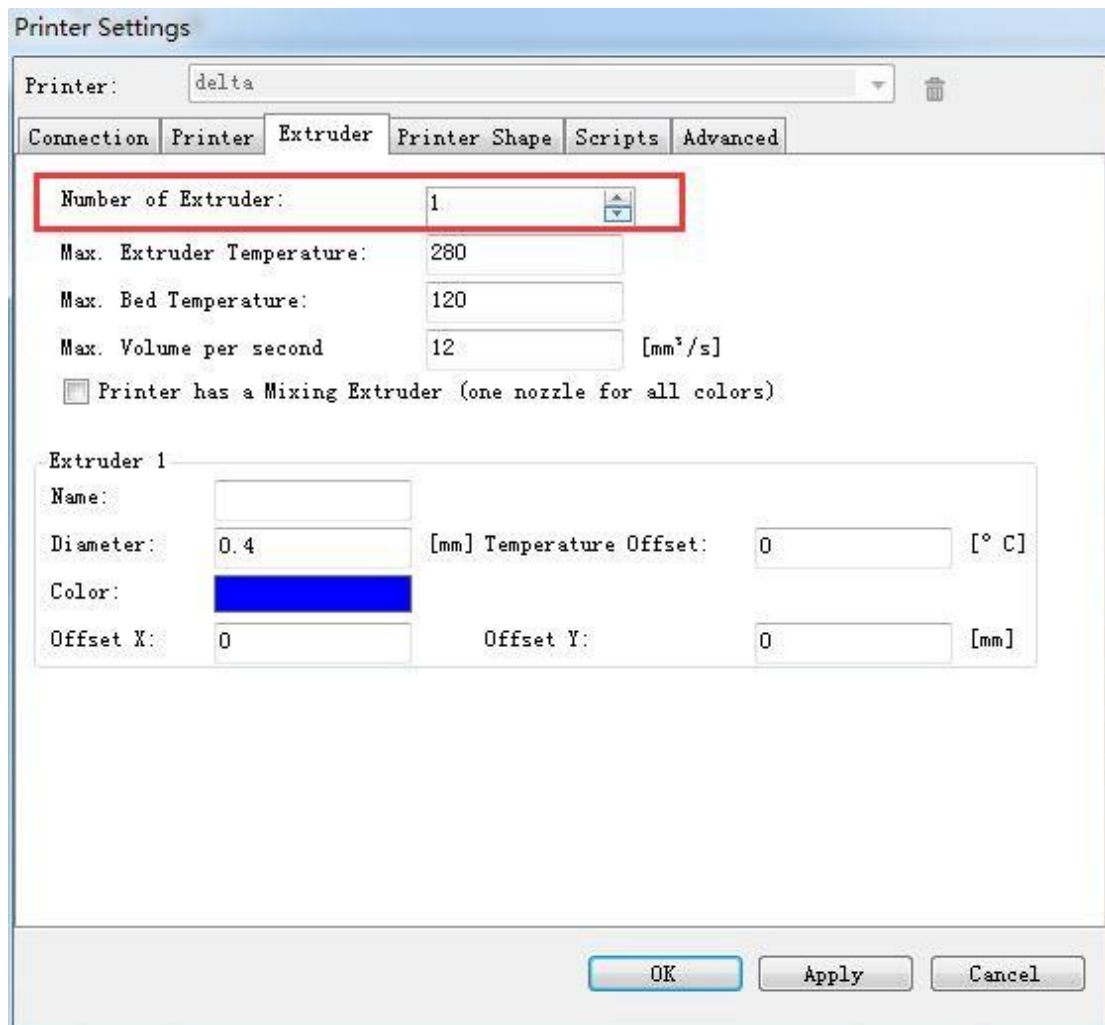 Printer Settings
Printer: delta
Connection Printer Extruder Printer Shape Scripts Advanced
Number of Extruder: 1
Max. Extruder Temperature: 280
Max. Bed Temperature: 120
Max. Volume per second 12 [mm³/s]
Printer has a Mixing Extruder (one nozzle for all colors)
Extruder 1
Name:
Diameter: 0.4 [mm] Temperature Offset: 0 [° C]
Color:
Offset X: 0 Offset Y: 0 [mm]
OK Apply Cancel